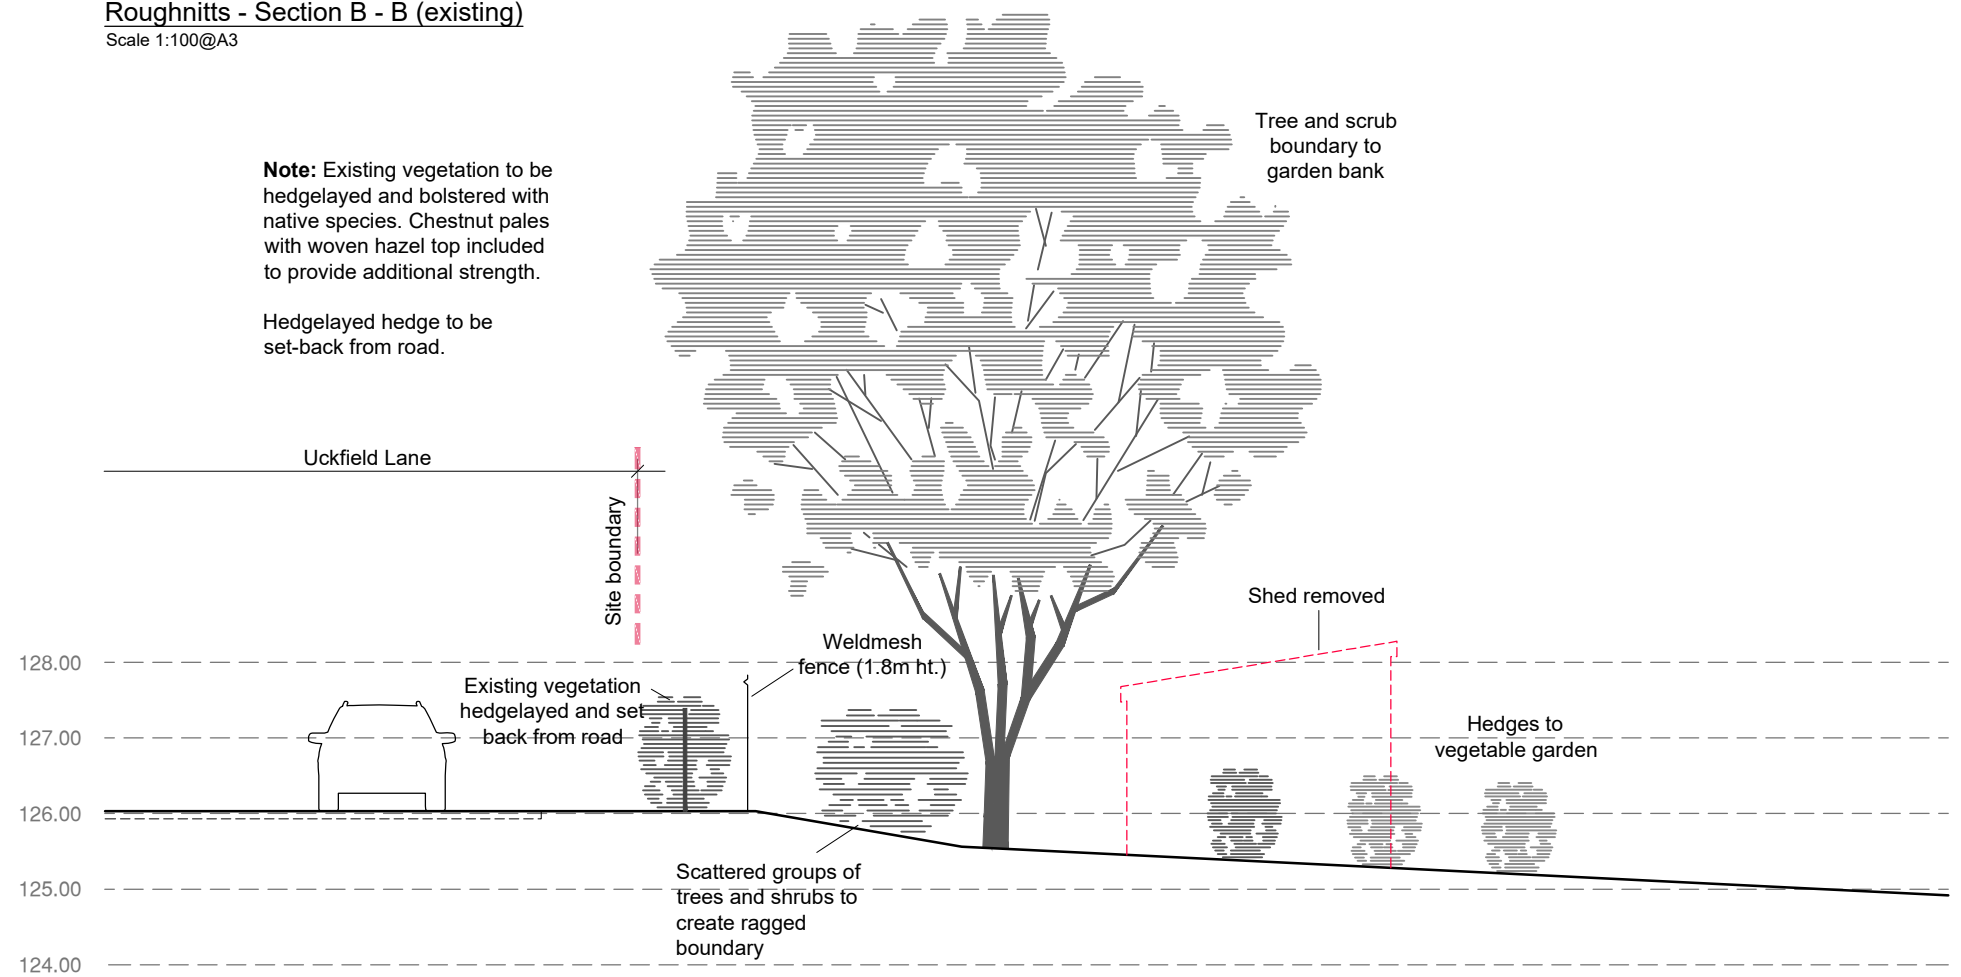 Roughnitts - Section B - B (existing)
Scale 1:100@A3
Note: Existing vegetation to be
hedgelayed and bolstered with
native species. Chestnut pales
with woven hazel top included
to provide additional strength.
Hedgelayed hedge to be
set-back from road.
Tree and scrub
boundary to
garden bank
Uckfield Lane
Site boundary
Shed removed
Weldmesh
fence (1.8m ht.)
Existing vegetation
hedgelayed and set
back from road
Hedges to
vegetable garden
Scattered groups of
trees and shrubs to
create ragged
boundary
128.00
127.00
126.00
125.00
124.00